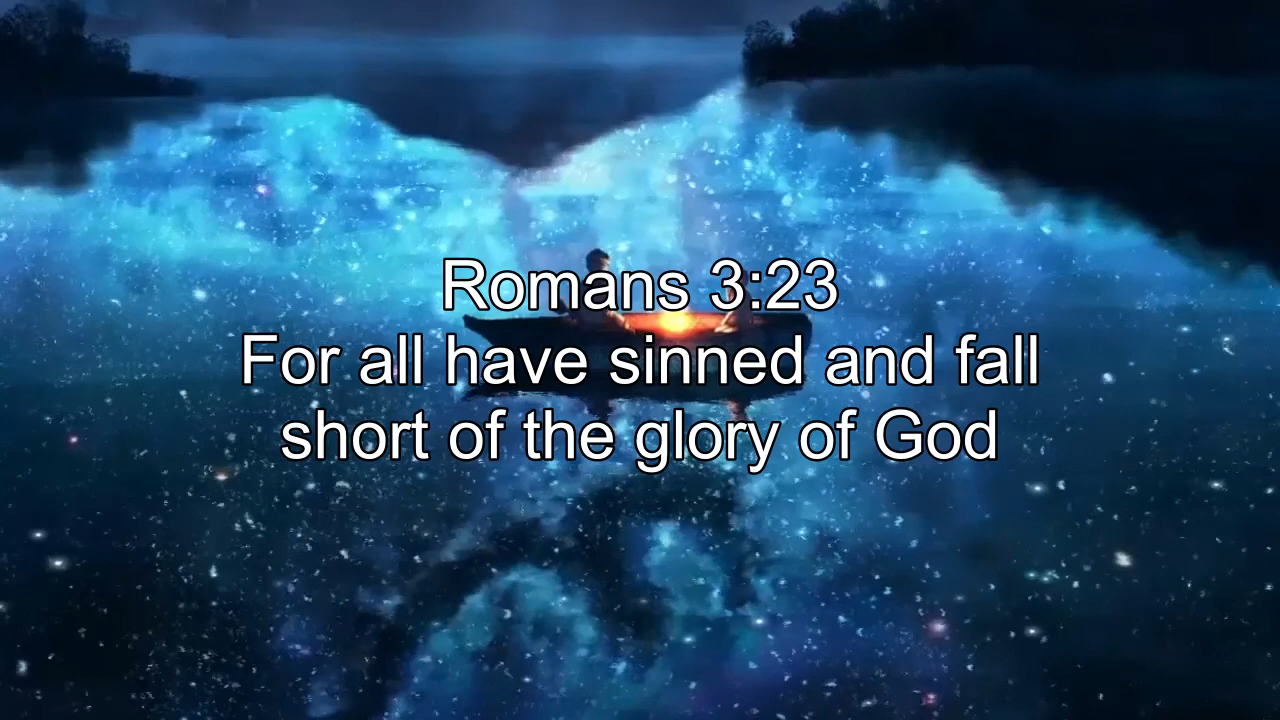 Romans 3:23
For all have sinned and fall
short of the glory of God